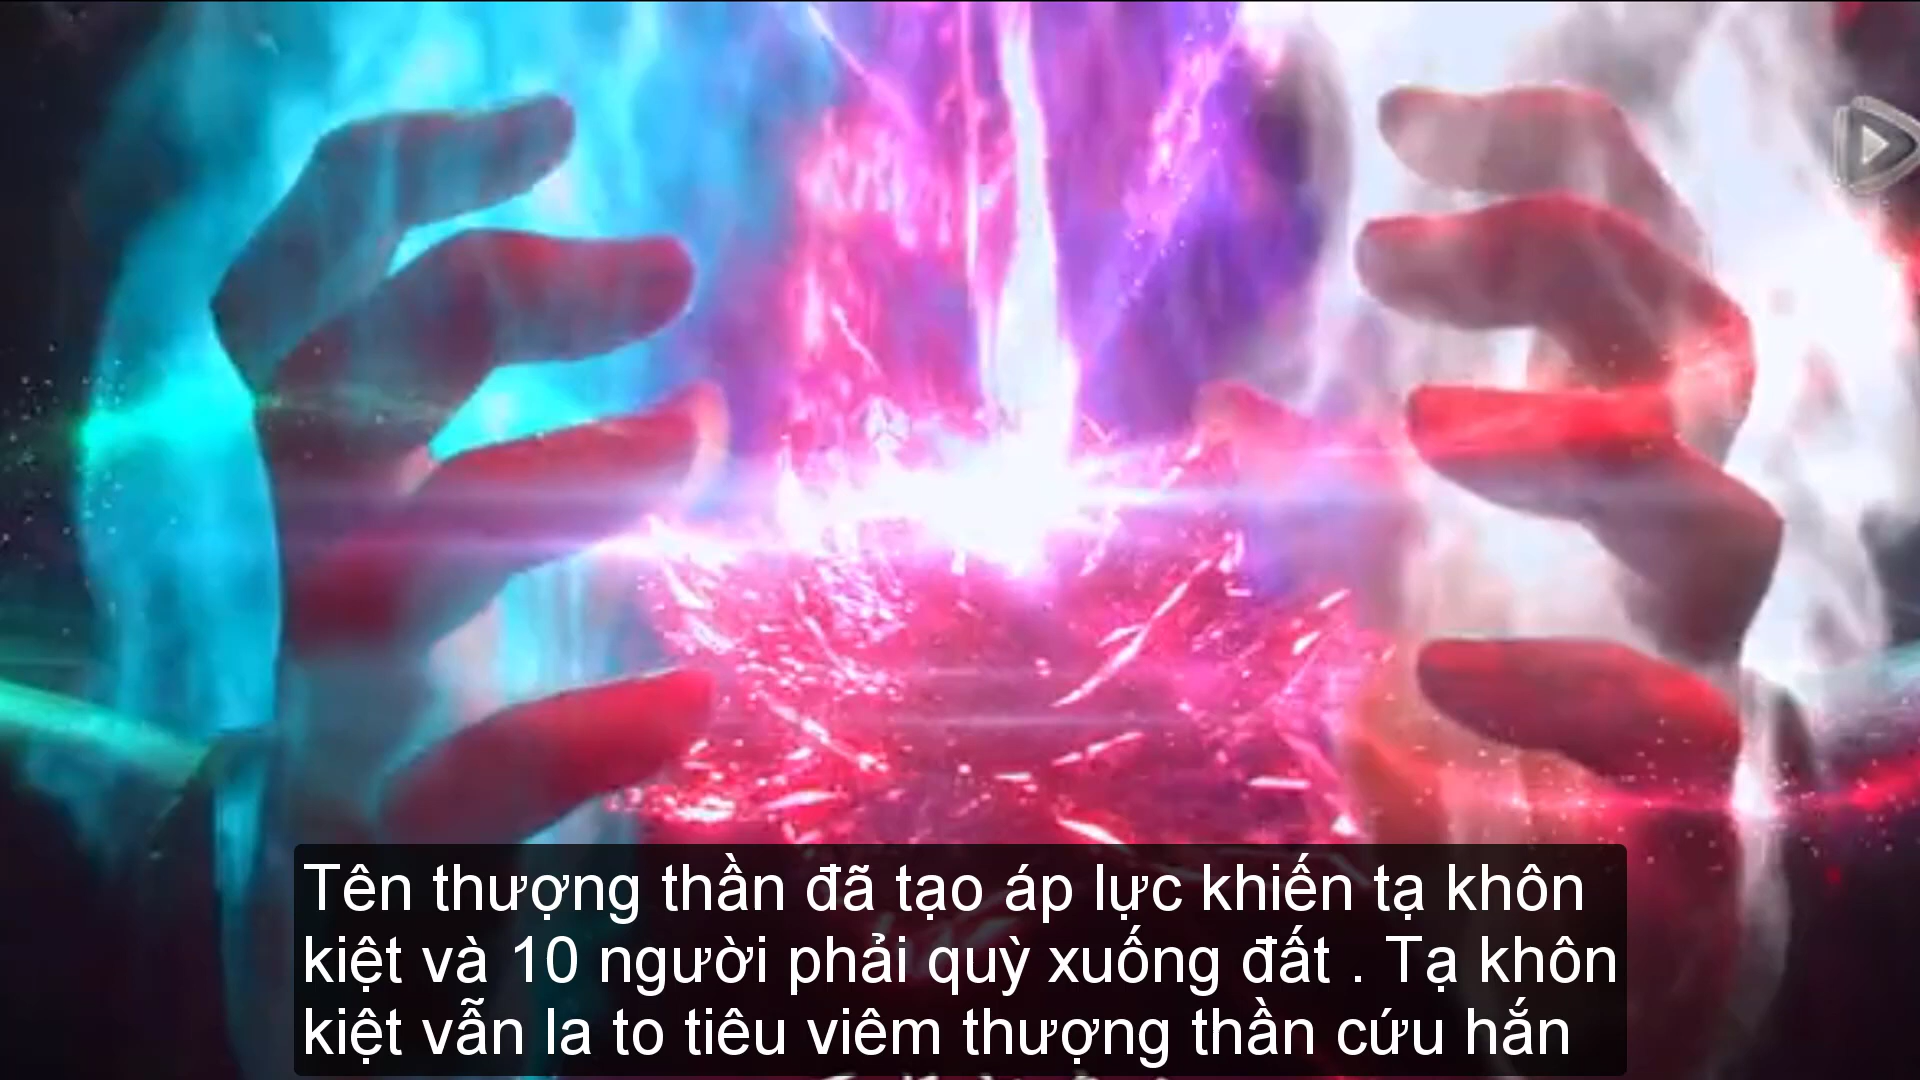 Tên thượng thần đã tạo áp lực khiến tạ khôn
kiệt và 10 người phải quỳ xuống đất . Tạ khôn
kiệt vẫn la to tiêu viêm thượng thần cứu hắn